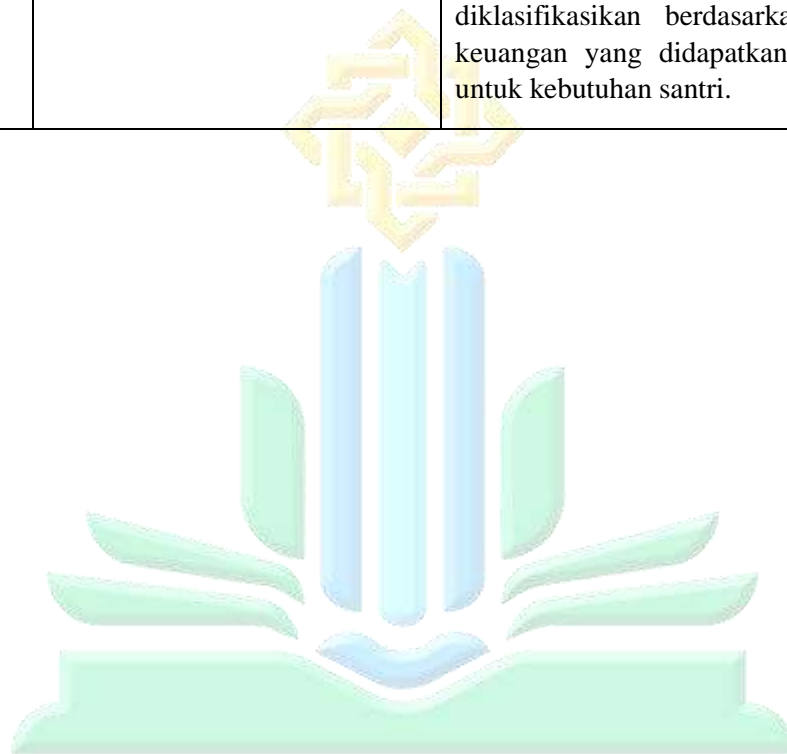 diklasifikasikan berdasarka
keuangan yang didapatkan
untuk kebutuhan santri.